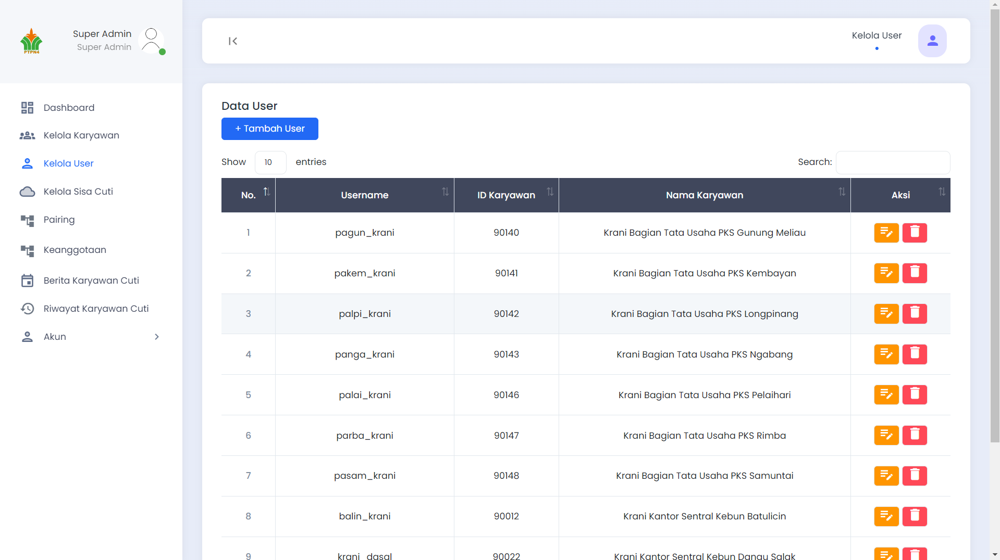 PTPN4
Super Admin
Super Admin
Dashboard
Kelola Karyawan
Kelola User
Kelola Sisa Cuti
Pairing
Keanggotaan
Berita Karyawan Cuti
Riwayat Karyawan Cuti
Akun
Kelola User
Data User
+ Tambah User
Show 10 entries Search:
No. Username ID Karyawan Nama Karyawan Aksi
1 pagun_krani 90140 Krani Bagian Tata Usaha PKS Gunung Meliau
2 pakem_krani 90141 Krani Bagian Tata Usaha PKS Kembayan
3 palpi_krani 90142 Krani Bagian Tata Usaha PKS Longpinang
4 panga_krani 90143 Krani Bagian Tata Usaha PKS Ngabang
5 palai_krani 90146 Krani Bagian Tata Usaha PKS Pelaihari
6 parba_krani 90147 Krani Bagian Tata Usaha PKS Rimba
7 pasam_krani 90148 Krani Bagian Tata Usaha PKS Samuntai
8 balin_krani 90012 Krani Kantor Sentral Kebun Batulicin
9 krani_dasal 90022 Krani Kantor Sentral Kebun Danau Salak